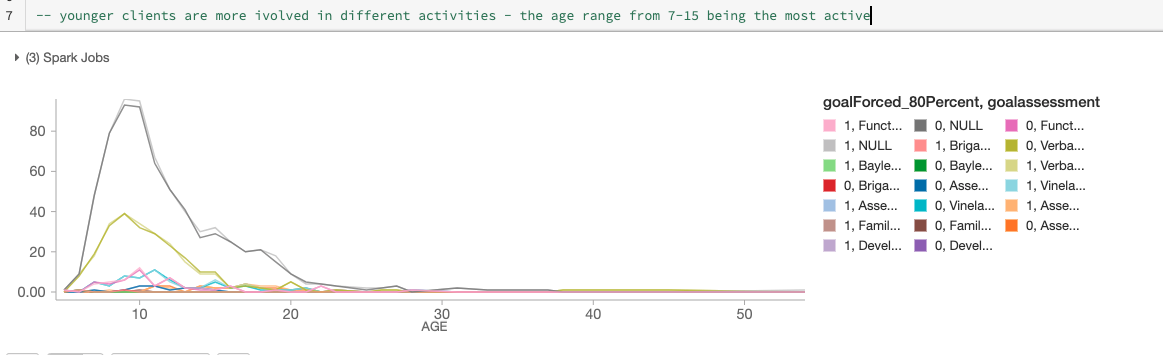 7 -- younger clients are more ivolved in different activities - the age range from 7-15 being the most active
(3) Spark Jobs
goalForced_80Percent, goalassessment
1, Funct... 0, NULL 0, Funct...
1, NULL 1, Briga... 0, Verba...
1, Bayle... 0, Bayle... 1, Verba...
0, Briga... 0, Asse... 1, Vinela...
1, Asse... 0, Vinela... 1, Asse...
1, Famil... 0, Famil... 0, Asse...
1, Devel... 0, Devel...
80
60
40
20
0.00
10 20 30 40 50
AGE